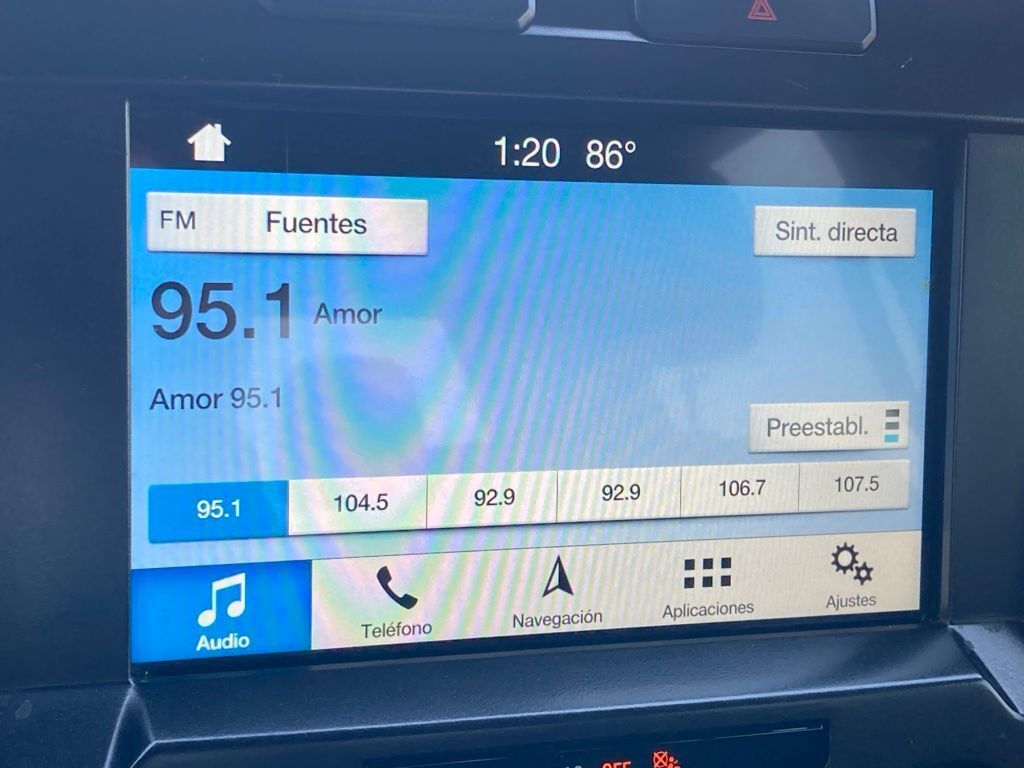 1:20 86°
FM Fuentes
Sint. directa
95.1 Amor
Amor 95.1
Preestabl.
95.1 104.5 92.9 92.9 106.7 107.5
Audio Teléfono Navegación Aplicaciones Ajustes
OFF